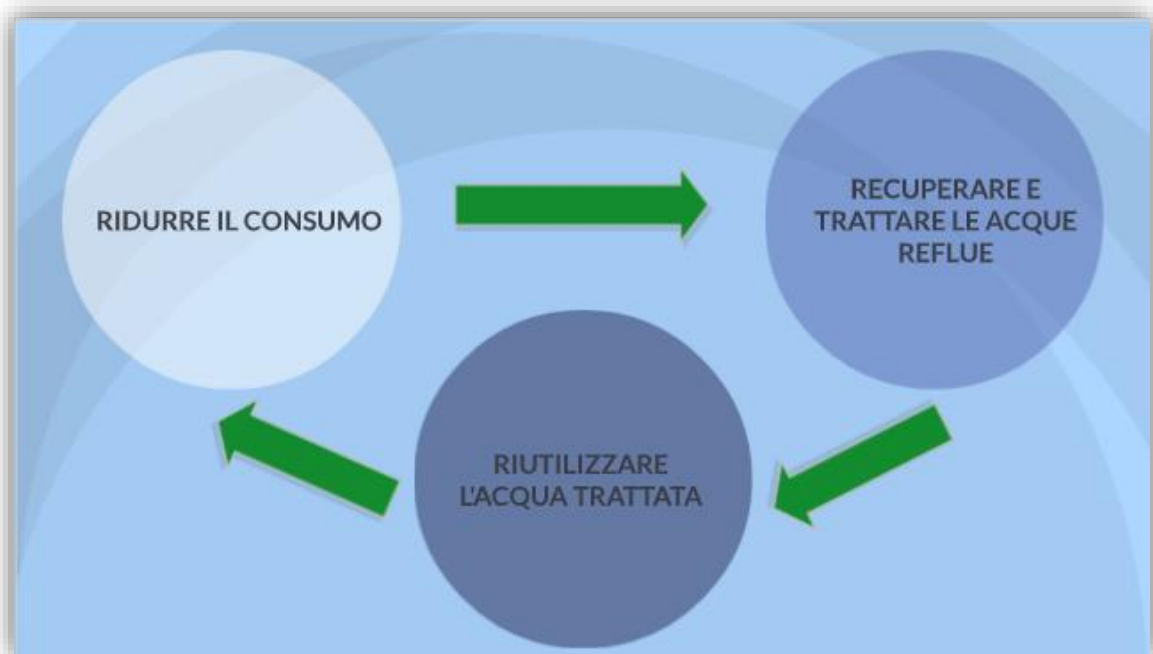 RIDURRE IL CONSUMO
RECUPERARE E
TRATTARE LE ACQUE
REFLUE
RIUTILIZZARE
L'ACQUA TRATTATA